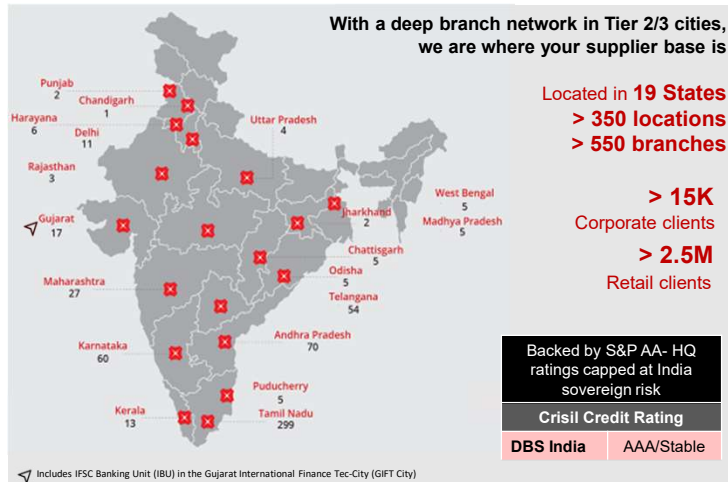 With a deep branch network in Tier 2/3 cities,
we are where your supplier base is
Located in 19 States
> 350 locations
> 550 branches
> 15K
Corporate clients
> 2.5M
Retail clients
Punjab
2
Chandigarh
1
Harayana
6
Delhi
11
Uttar Pradesh
4
Rajasthan
3
Gujarat
17
West Bengal
5
Jharkhand
2
Madhya Pradesh
5
Chattisgarh
5
Odisha
5
Maharashtra
27
Telangana
54
Karnataka
60
Andhra Pradesh
70
Puducherry
5
Kerala
13
Tamil Nadu
299
Backed by S&P AA- HQ
ratings capped at India
sovereign risk
Crisil Credit Rating
DBS India AAA/Stable
Includes IFSC Banking Unit (IBU) in the Gujarat International Finance Tec-City (GIFT City)